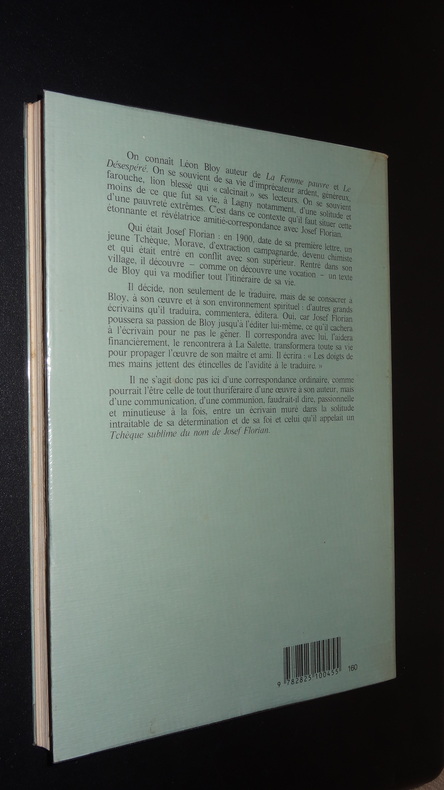 On connaît Léon Bloy auteur de La Femme pauvre et Le
Désespéré. On se souvient de sa vie d'imprécateur ardent, généreux,
farouche, lion blessé qui « calcinait » ses lecteurs. On se souvient
moins de ce que fut sa vie, à Lagny notamment, d'une solitude et
d'une pauvreté extrêmes. C'est dans ce contexte qu'il faut situer cette
étonnante et révélatrice amitié-correspondance avec Josef Florian.
Qui était Josef Florian : en 1900, date de sa première lettre, un
jeune Tchèque, Morave, d'extraction campagnarde, devenu chimiste
et qui était entré en conflit avec son supérieur. Rentré dans son
village, il découvre — comme on découvre une vocation — un texte
de Bloy qui va modifier tout l'itinéraire de sa vie.
Il décide, non seulement de le traduire, mais de se consacrer à
Bloy, à son œuvre et à son environnement spirituel : d'autres grands
écrivains qu'il traduira, commentera, éditera. Oui, car Josef Florian
poussera sa passion de Bloy jusqu'à l'éditer lui-même, ce qu'il cachera
à l'écrivain pour ne pas le gêner. Il correspondra avec lui, l'aidera
financièrement, le rencontrera à La Salette, transformera toute sa vie
pour propager l'œuvre de son maître et ami. Il écrira : « Les doigts de
mes mains jettent des étincelles de l'avidité à le traduire. »
Il ne s'agit donc pas ici d'une correspondance ordinaire, comme
pourrait l'être celle de tout thuriféraire d'une œuvre à son auteur, mais
d'une communication, d'une communion, faudrait-il dire, passionnelle
et minutieuse à la fois, entre un écrivain muré dans la solitude
intraitable de sa détermination et de sa foi et celui qu'il appelait un
Tchèque sublime du nom de Josef Florian.
9 782825 100455
160